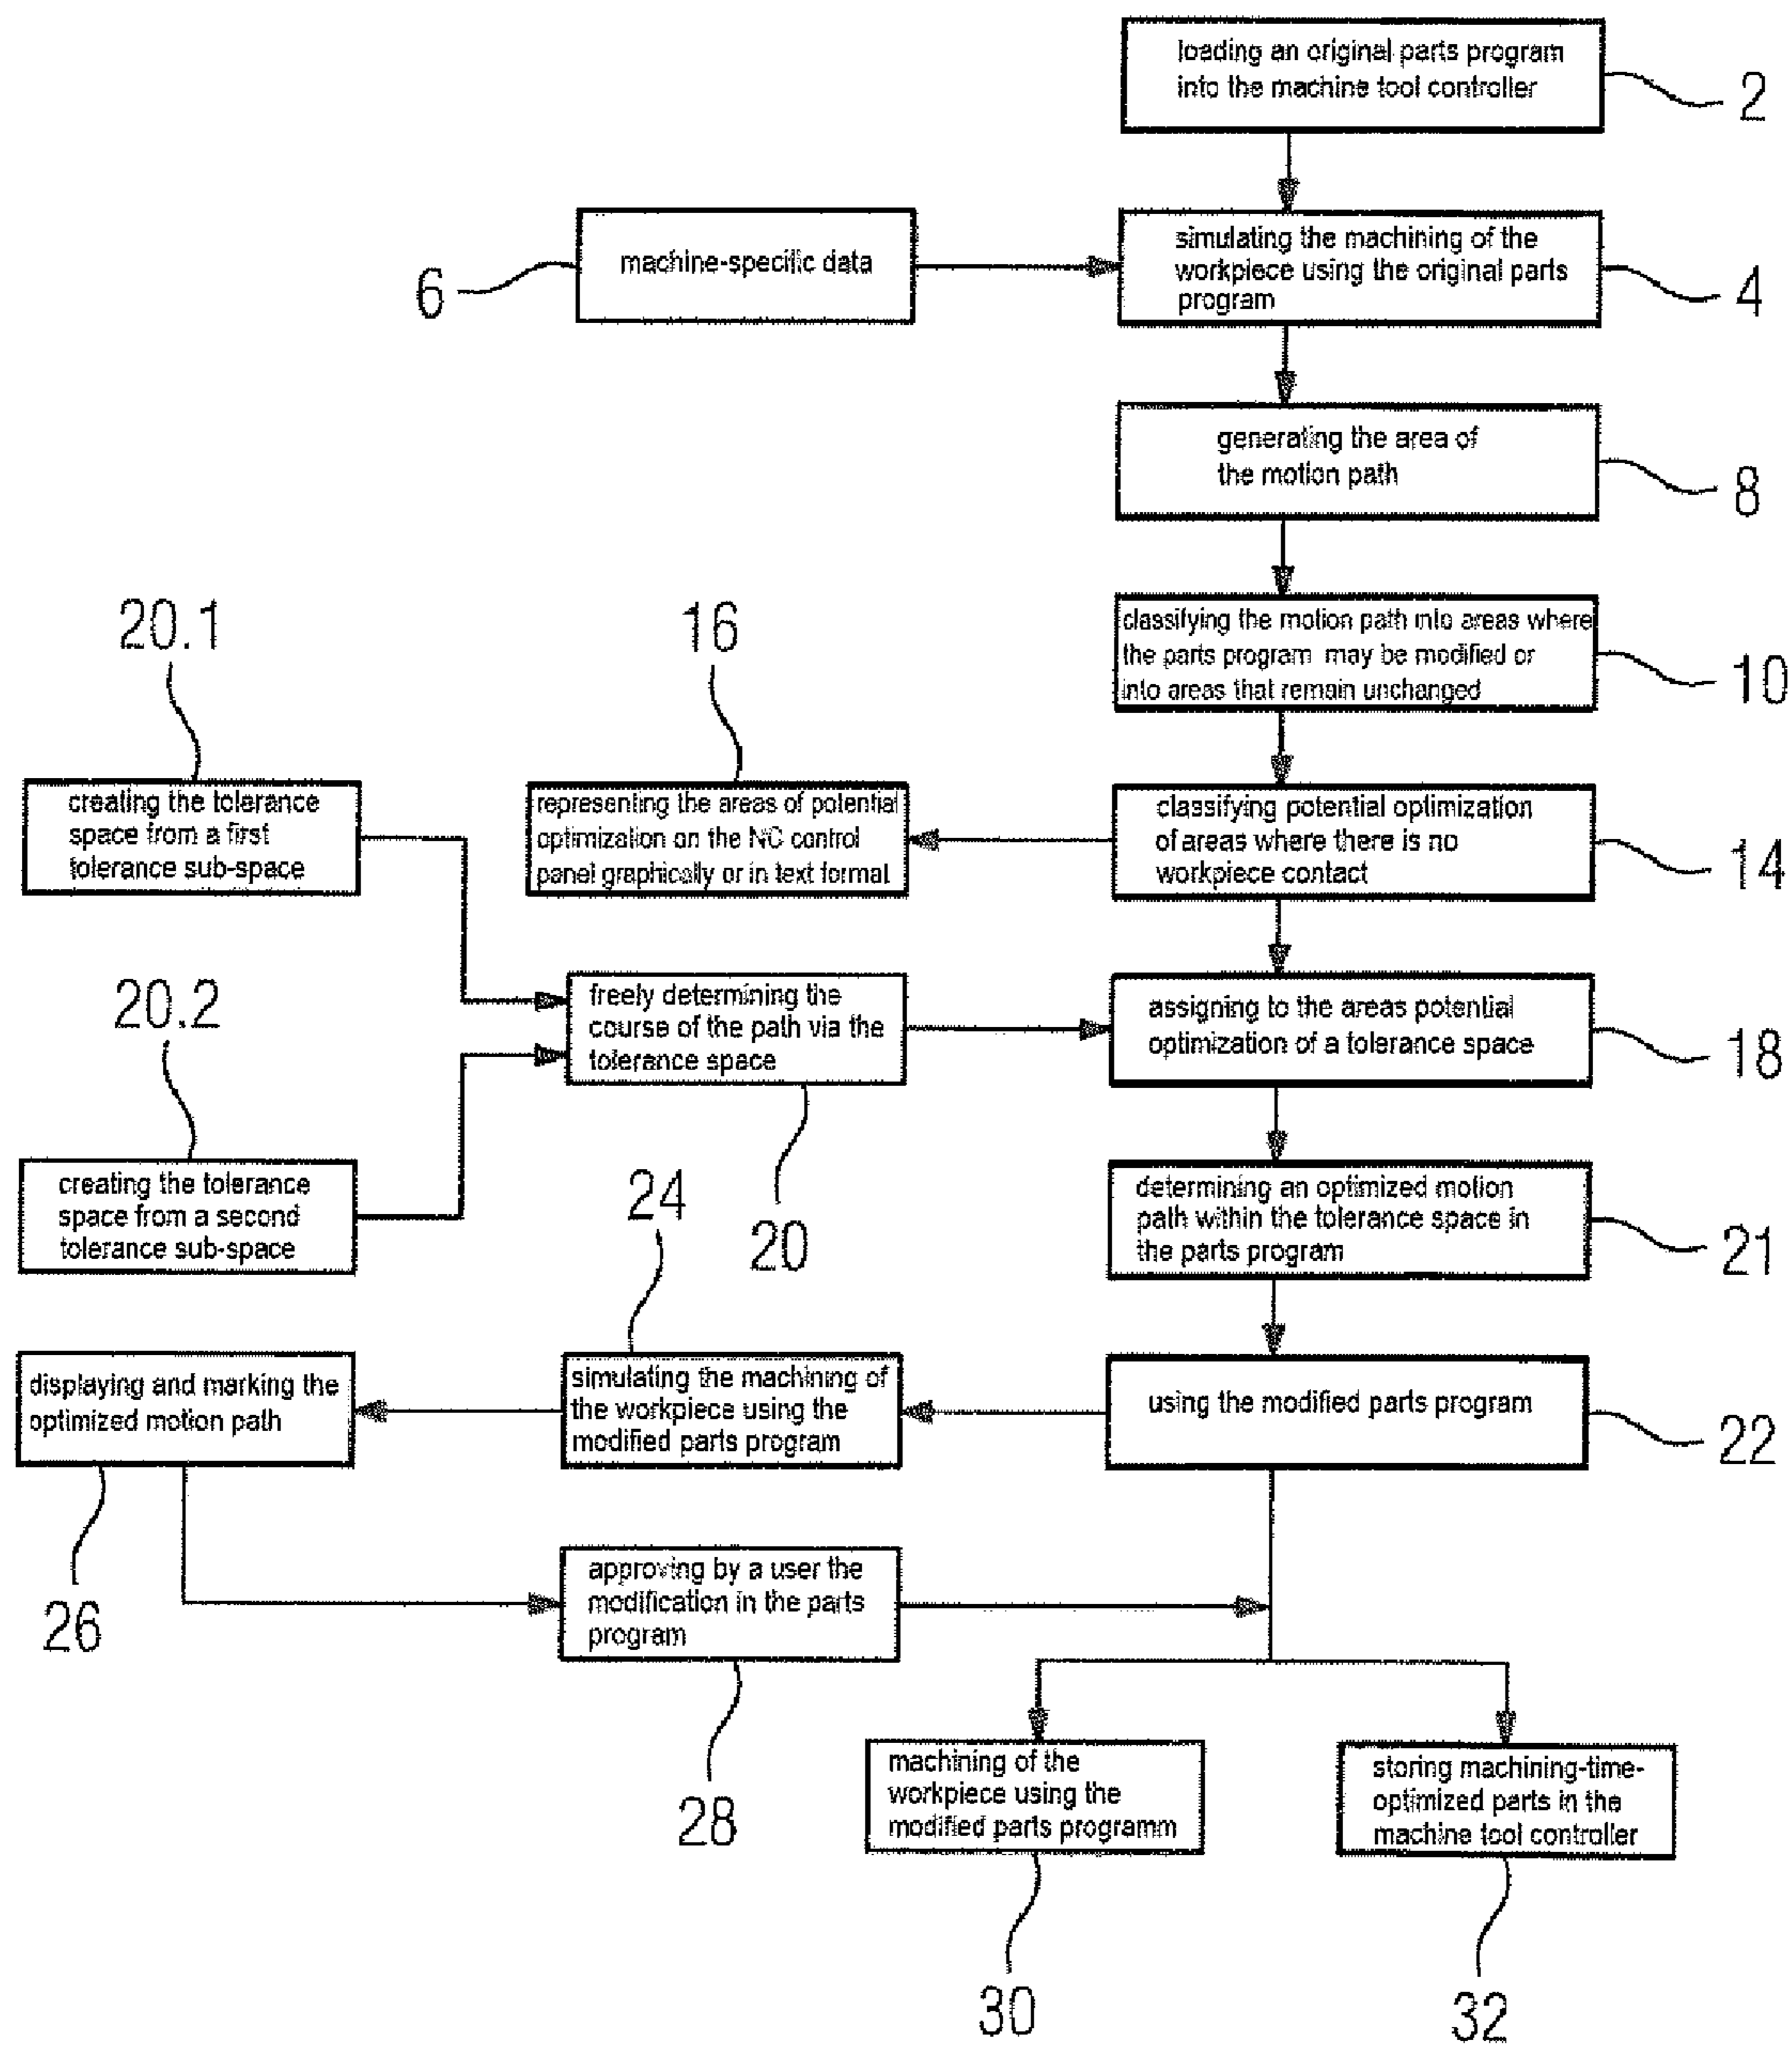 loading an original parts program
into the machine tool controller
2
machine-specific data
6
simulating the machining of the
workpiece using the original parts
program
4
generating the area of
the motion path
8
classifying the motion path into areas where
the parts program may be modified or
into areas that remain unchanged
10
20.1
16
creating the tolerance
space from a first
tolerance sub-space
representing the areas of potential
optimization on the NC control
panel graphically or in text formal
classifying potential optimization
of areas where there is no
workpiece contact
14
20.2
freely determining the
course of the path via the
tolerance space
20
assigning to the areas potential
optimization of a tolerance space
18
creating the tolerance
space from a second
tolerance sub-space
24
determining an optimized motion
path within the tolerance space in
the parts program
21
displaying and marking the
optimized motion path
26
simulating the machining of
the workpiece using the
modified parts program
using the modified parts program
22
approving by a user the
modification in the parts
program
28
machining of the
workpiece using the
modified parts programm
30
storing machining-time-
optimized parts in the
machine tool controller
32